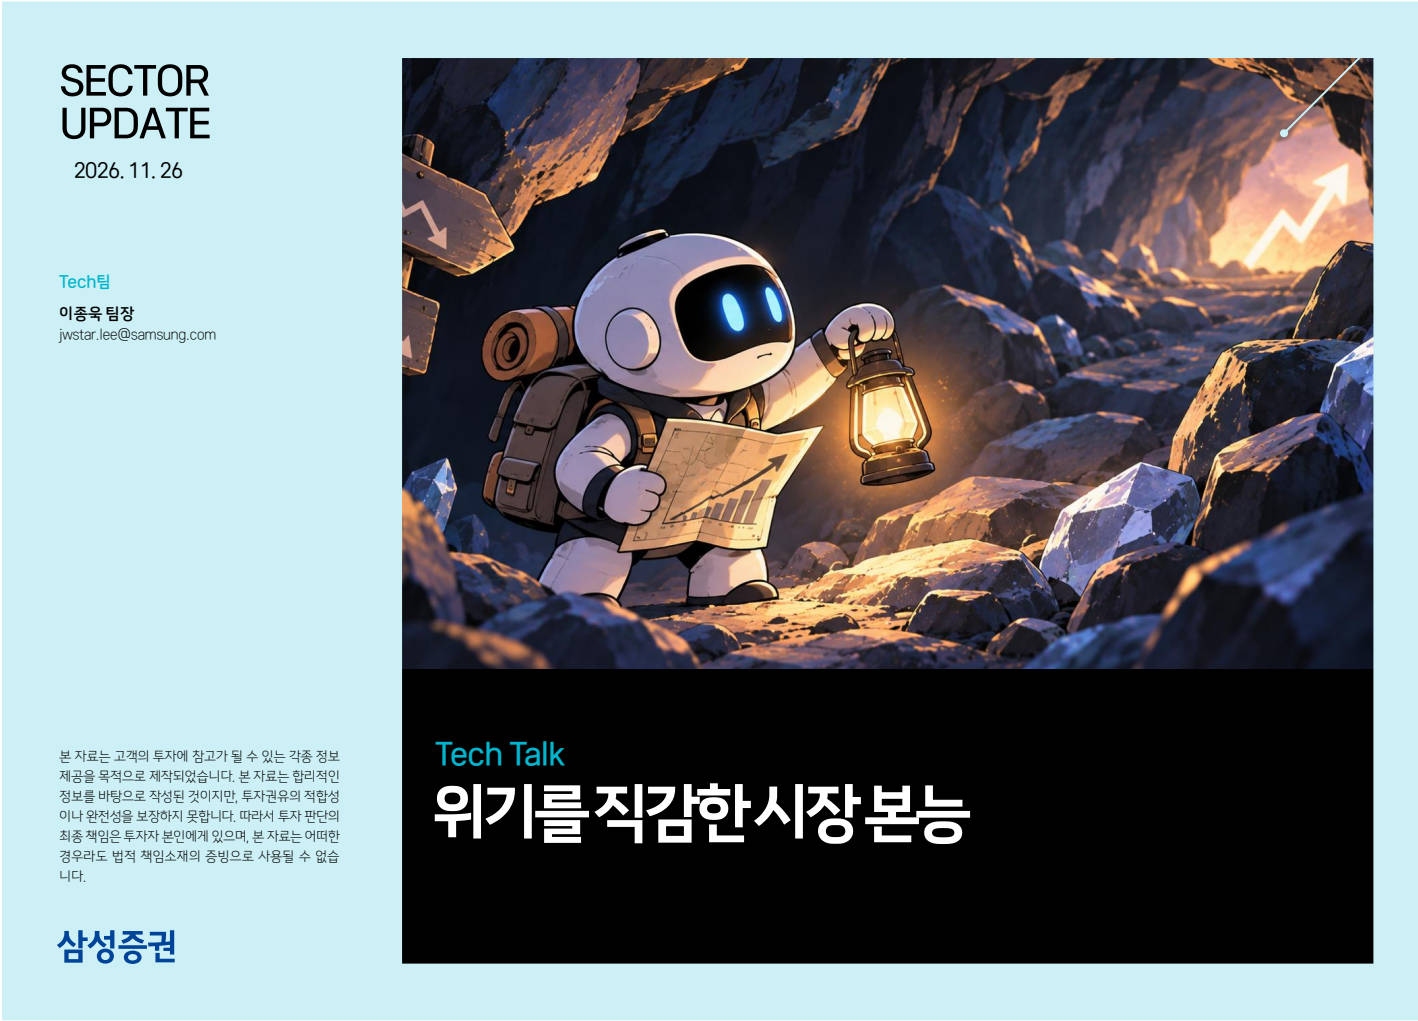 SECTOR
UPDATE
2026. 11. 26
Tech팀
이종욱 팀장
jwstar.lee@samsung.com
본 자료는 고객의 투자에 참고가 될 수 있는 각종 정보
제공을 목적으로 제작되었습니다. 본 자료는 합리적인
정보를 바탕으로 작성된 것이지만, 투자권유의 적합성
이나 완전성을 보장하지 못합니다. 따라서 투자 판단의
최종 책임은 투자자 본인에게 있으며, 본 자료는 어떠한
경우라도 법적 책임소재의 증빙으로 사용될 수 없습
니다.
삼성증권
Tech Talk
위기를 직감한 시장 본능